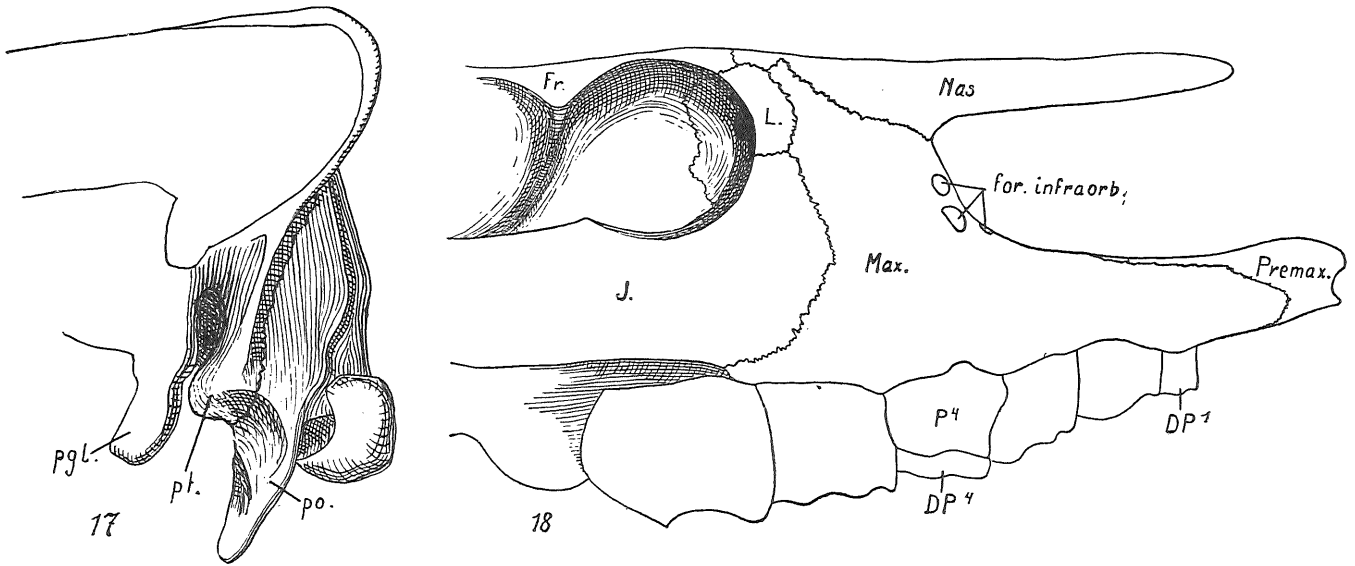 pgl.
pt.
po.
17
Fr.
L.
Nas
for. infraorb;
J.
Max.
Premax.
P⁴
DP¹
DP⁴
18